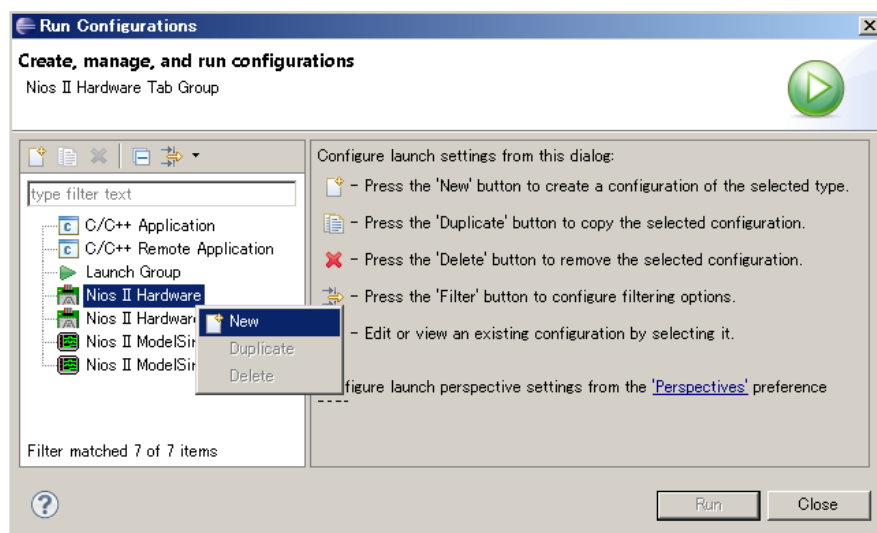 Run Configurations
Create, manage, and run configurations
Nios II Hardware Tab Group
type filter text
C/C++ Application
C/C++ Remote Application
Launch Group
Nios II Hardware
Nios II Hardware
Nios II ModelSim
Nios II ModelSim
New
Duplicate
Delete
Filter matched 7 of 7 items
Configure launch settings from this dialog:
- Press the 'New' button to create a configuration of the selected type.
- Press the 'Duplicate' button to copy the selected configuration.
- Press the 'Delete' button to remove the selected configuration.
- Press the 'Filter' button to configure filtering options.
- Edit or view an existing configuration by selecting it.
figure launch perspective settings from the 'Perspectives' preference
Run
Close